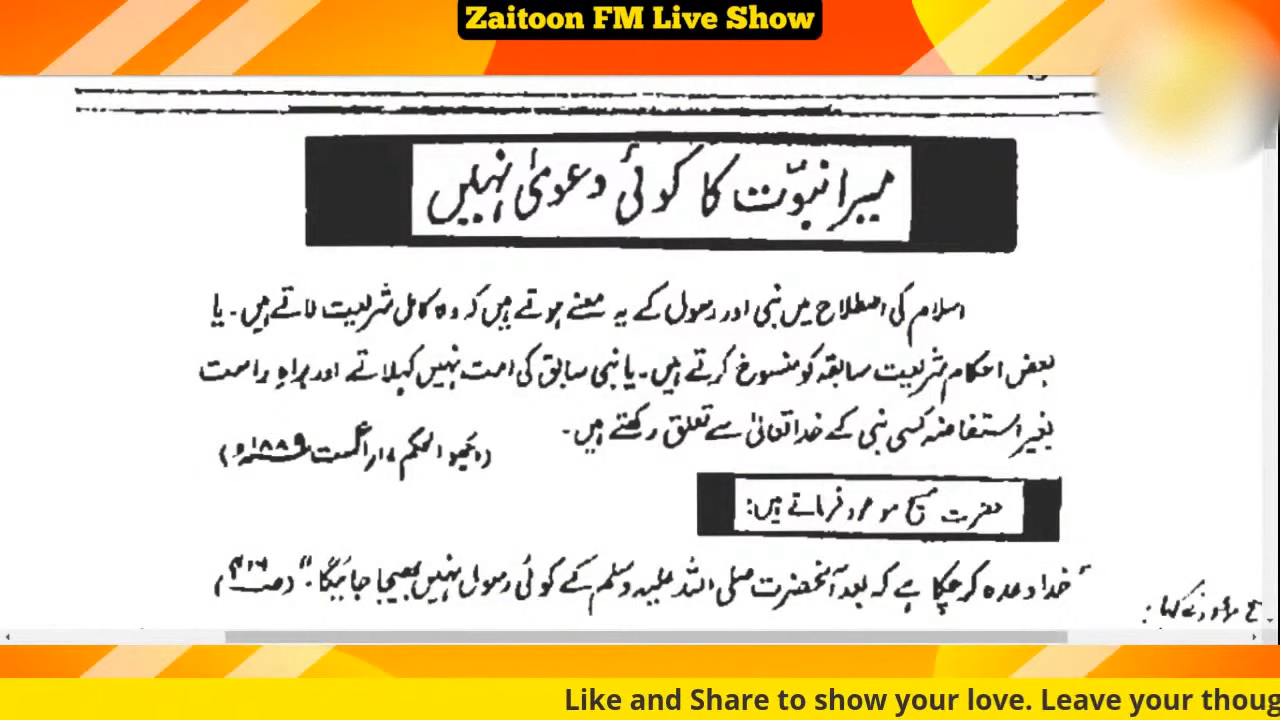 Zaitoon FM Live Show
میرا نبوّت کا کوئی دعویٰ نہیں
اسلام کی اصطلاح میں نبی اور رسول کے یہ معنے ہوتے ہیں کہ وہ کامل شریعت لاتے ہیں۔ یا
بعض احکام شریعت سابقہ کو منسوخ کرتے ہیں۔ یا نبی سابق کی امت نہیں کہلاتے اور براہِ راست
بغیر استفاضہ کسی نبی کے خدا تعالیٰ سے تعلق رکھتے ہیں۔
الحکم ۱۷ اگست
حضرت مسیح موعود فرماتے ہیں:
"خدا وعدہ کر چکا ہے کہ بعد آنحضرت صلی اللہ علیہ وسلم کے کوئی رسول نہیں بھیجا جائیگا۔"
Like and Share to show your love. Leave your thoug